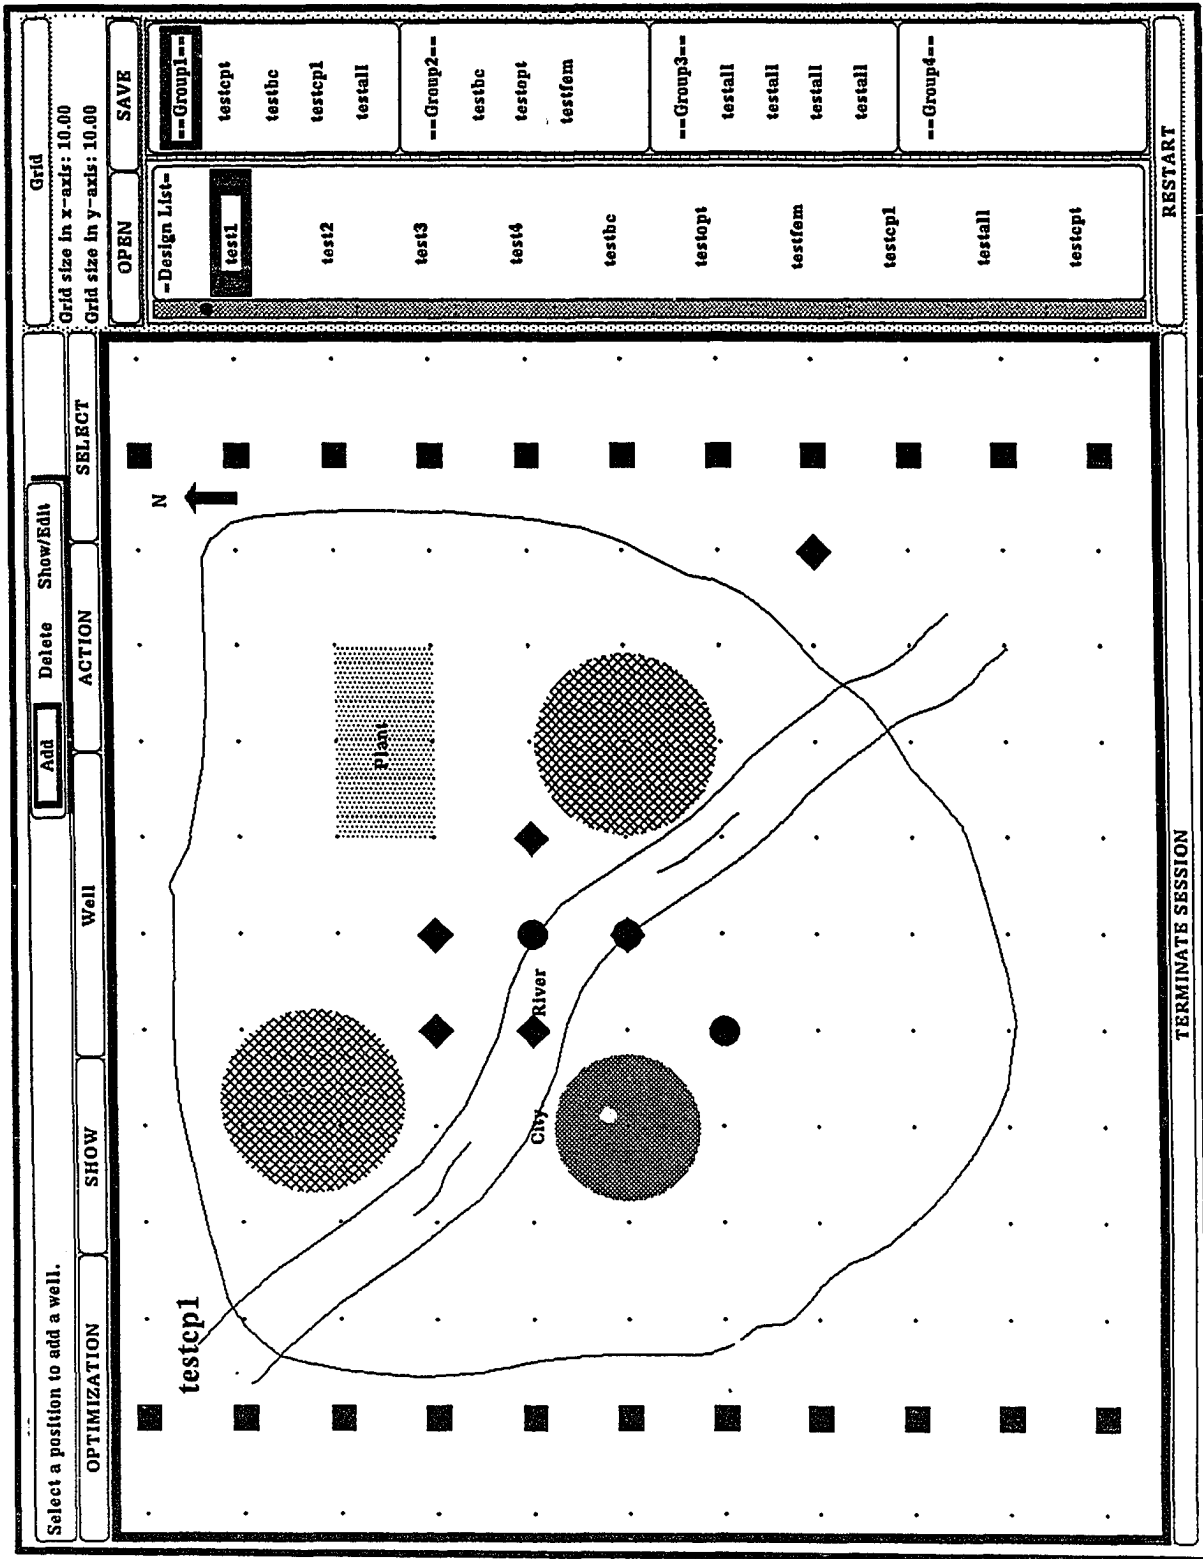 Select a position to add a well.
Add Delete Show/Edit
Grid
OPTIMIZATION SHOW Well ACTION SELECT
Grid size in x-axis: 10.00
Grid size in y-axis: 10.00
OPEN SAVE
testcp1
N
Plant
River
City
=Design List=
test1
test2
test3
test4
testbc
testopt
testfem
testcp1
testall
testcpt
==Group1==
testcpt
testbc
testcp1
testall
==Group2==
testbc
testopt
testfem
==Group3==
testall
testall
testall
testall
==Group4==
TERMINATE SESSION
RESTART